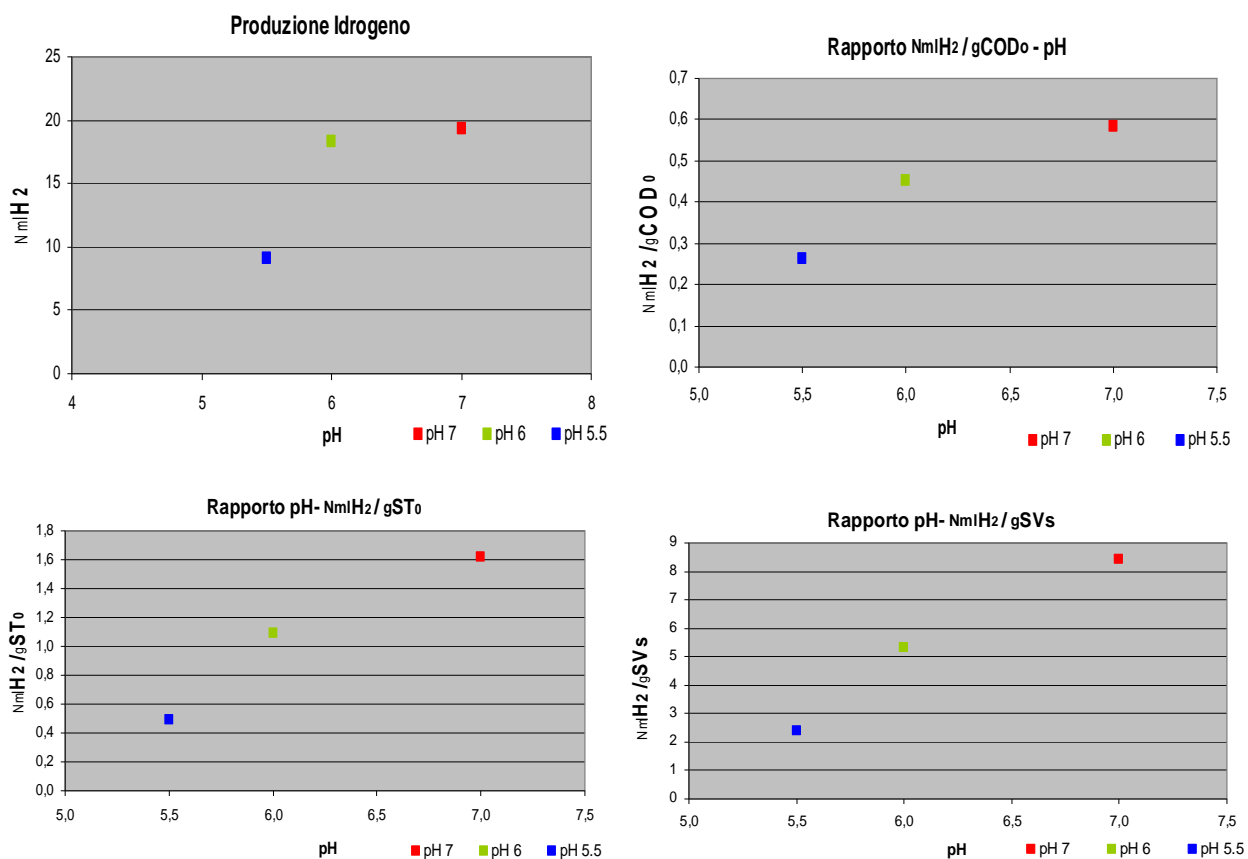 Produzione Idrogeno
25
20
15
10
5
0
NmlH2
4 5 6 7 8
pH
pH 7 pH 6 pH 5.5
Rapporto NmlH2 / gCODo - pH
0,7
0,6
0,5
0,4
0,3
0,2
0,1
0,0
NmlH2 /gCOD0
5,0 5,5 6,0 6,5 7,0 7,5
pH
pH 7 pH 6 pH 5.5
Rapporto pH- NmlH2 / gST0
1,8
1,6
1,4
1,2
1,0
0,8
0,6
0,4
0,2
0,0
NmlH2 /gST0
5,0 5,5 6,0 6,5 7,0 7,5
pH
pH 7 pH 6 pH 5.5
Rapporto pH- NmlH2 / gSVs
9
8
7
6
5
4
3
2
1
0
NmlH2 /gSVs
5,0 5,5 6,0 6,5 7,0 7,5
pH
pH 7 pH 6 pH 5.5